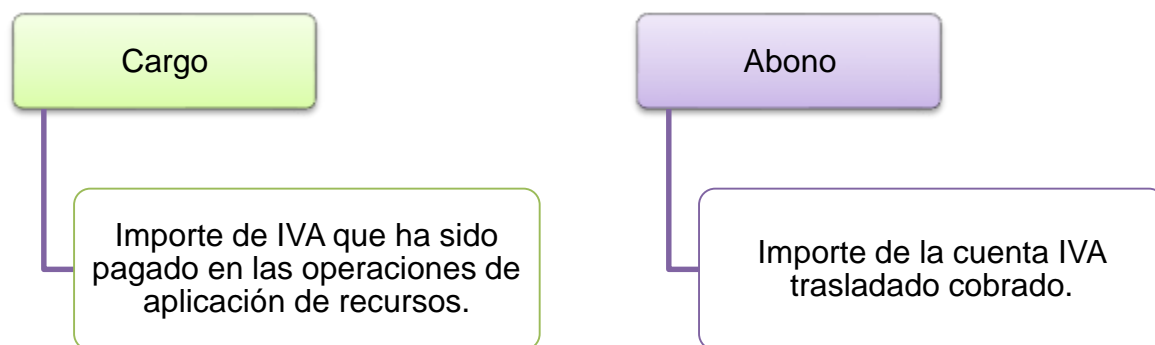 Cargo
Abono
Importe de IVA que ha sido
pagado en las operaciones de
aplicación de recursos.
Importe de la cuenta IVA
trasladado cobrado.